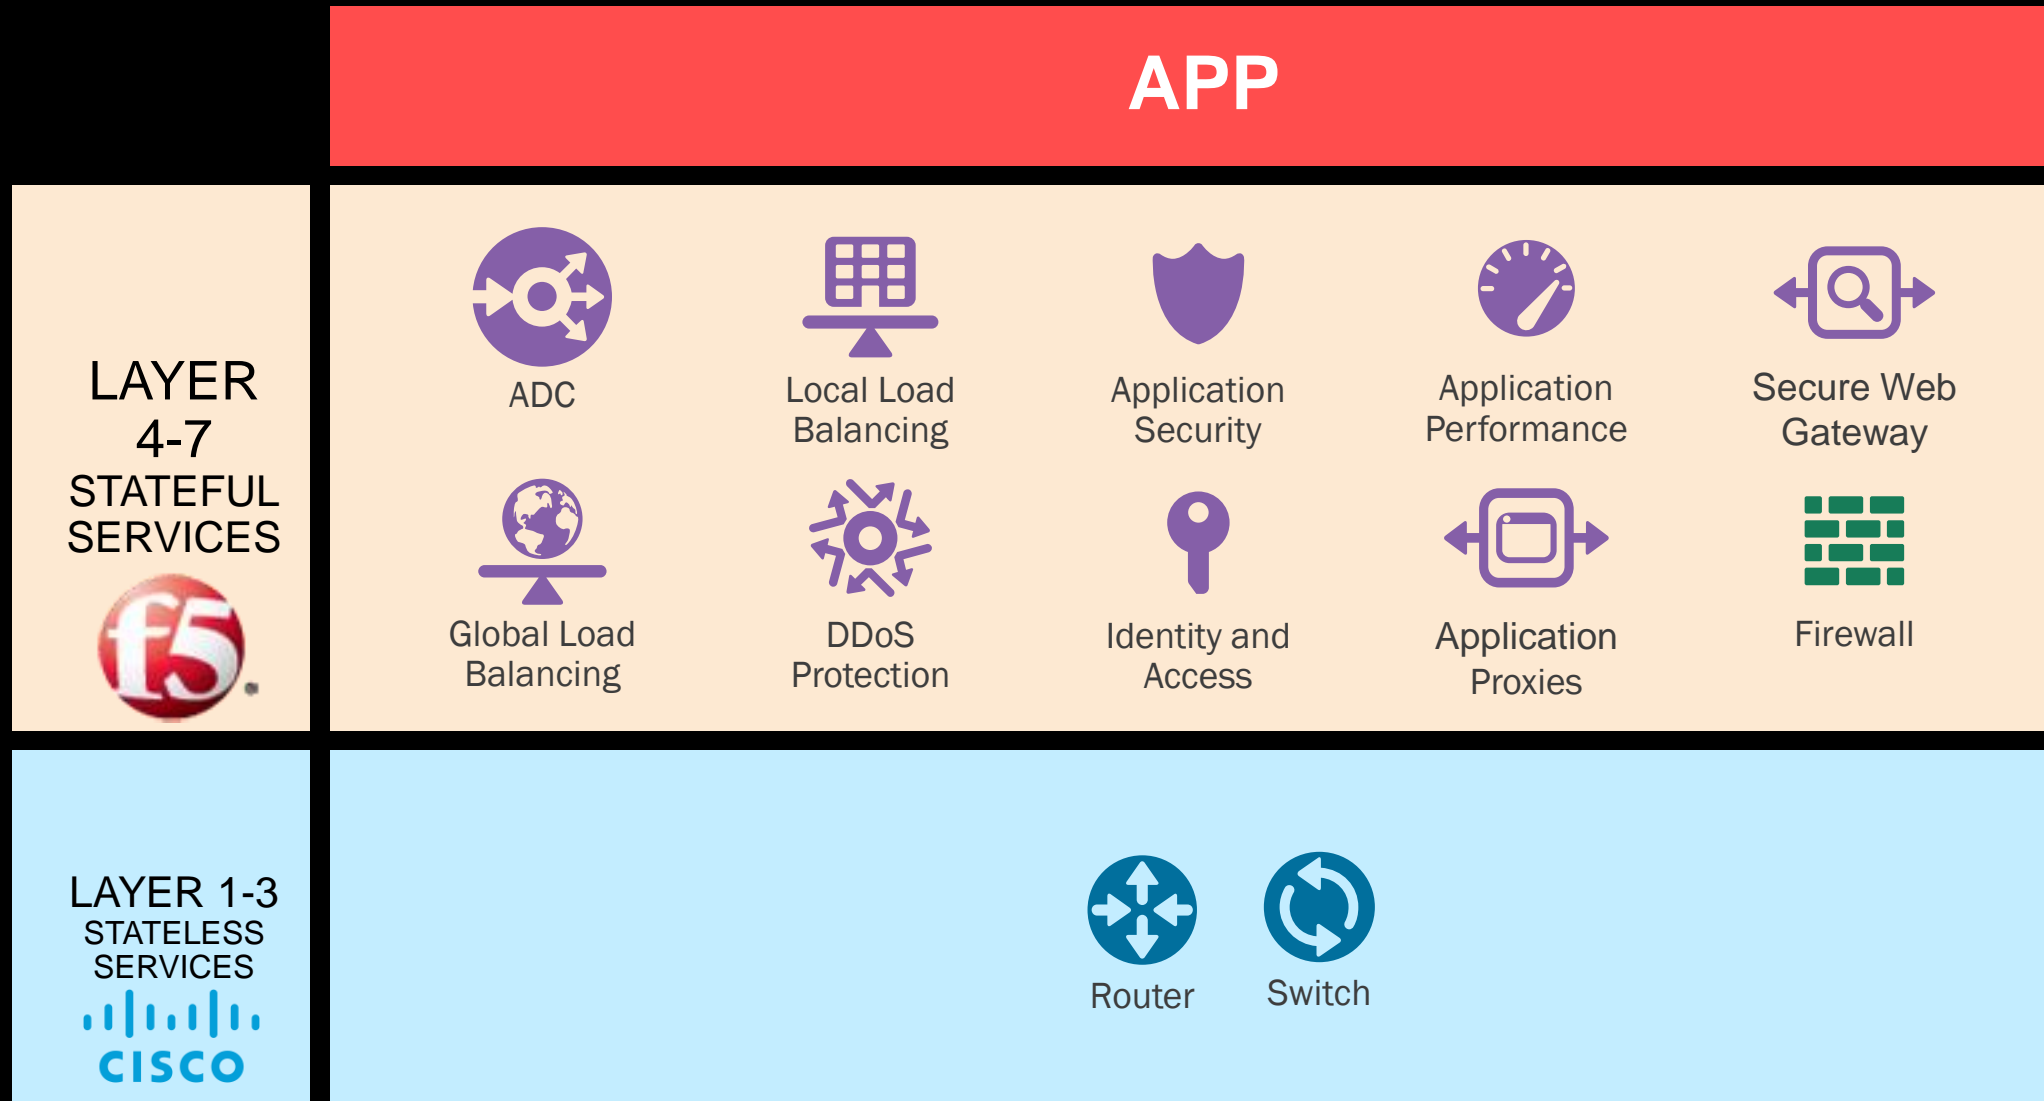 APP
LAYER
4-7
STATEFUL
SERVICES
f5.
ADC
Local Load
Balancing
Application
Security
Application
Performance
Secure Web
Gateway
Global Load
Balancing
DDoS
Protection
Identity and
Access
Application
Proxies
Firewall
LAYER 1-3
STATELESS
SERVICES
CISCO
Router
Switch